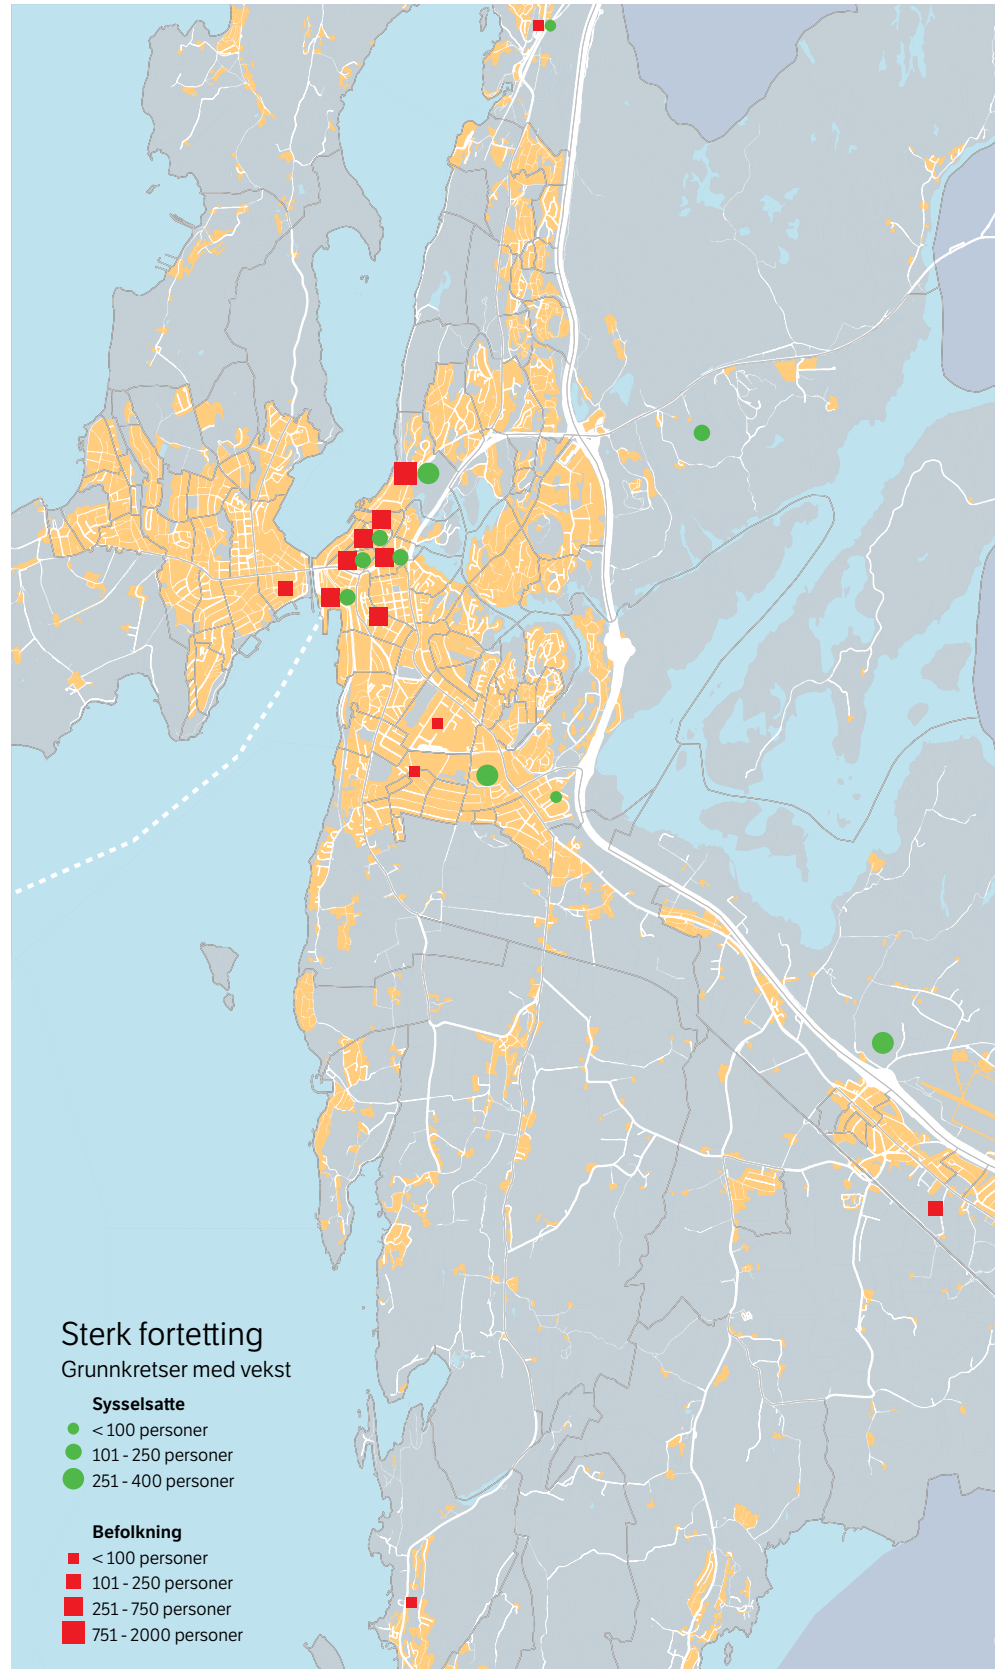 Sterk fortetting
Grunnkretser med vekst
Sysselsatte
< 100 personer
101 - 250 personer
251 - 400 personer
Befolkning
< 100 personer
101 - 250 personer
251 - 750 personer
751 - 2000 personer